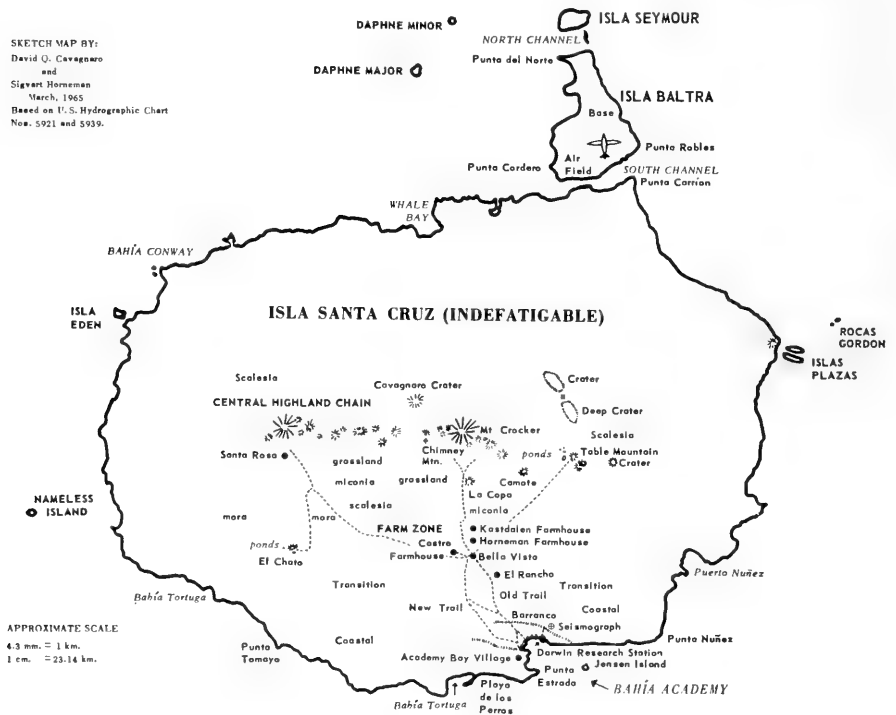 DAPHNE MINOR
ISLA SEYMOUR
NORTH CHANNEL
SKETCH MAP BY:
David Q. Cavagnaro
and
Sigvart Horneman
March, 1965
Based on U.S. Hydrographic Chart
Nos. 5921 and 5939.
Punta del Norte
DAPHNE MAJOR
ISLA BALTRA
Base
Air
Field
Punta Robles
Punta Cordero
SOUTH CHANNEL
Punta Carrion
WHALE
BAY
BAHÍA CONWAY
ISLA
EDEN
ISLA SANTA CRUZ (INDEFATIGABLE)
ROCAS
GORDON
ISLAS
PLAZAS
Scalesia
Cavagnaro Crater
Crater
CENTRAL HIGHLAND CHAIN
Deep Crater
Mt Crocker
Scalesia
Santa Rosa
grassland
Chimney
Mtn.
ponds
Table Mountain
Crater
miconia
grassland
Camote
La Copa
NAMELESS
ISLAND
scalesia
miconia
mora
mora
FARM ZONE
Kastdalen Farmhouse
Horneman Farmhouse
ponds
El Chato
Castro
Farmhouse
Bella Vista
El Rancho
Puerto Nuñez
Transition
Transition
Old Trail
Bahía Tortuga
New Trail
Coastal
Barranco
Seismograph
APPROXIMATE SCALE
4.3 mm. = 1 km.
1 cm. = 23.14 km.
Coastal
Punta
Tamayo
Punta Nuñez
Darwin Research Station
Academy Bay Village
Jensen Island
Punta
Estrada
BAHÍA ACADEMY
Playa
de los
Perros
Bahía Tortuga